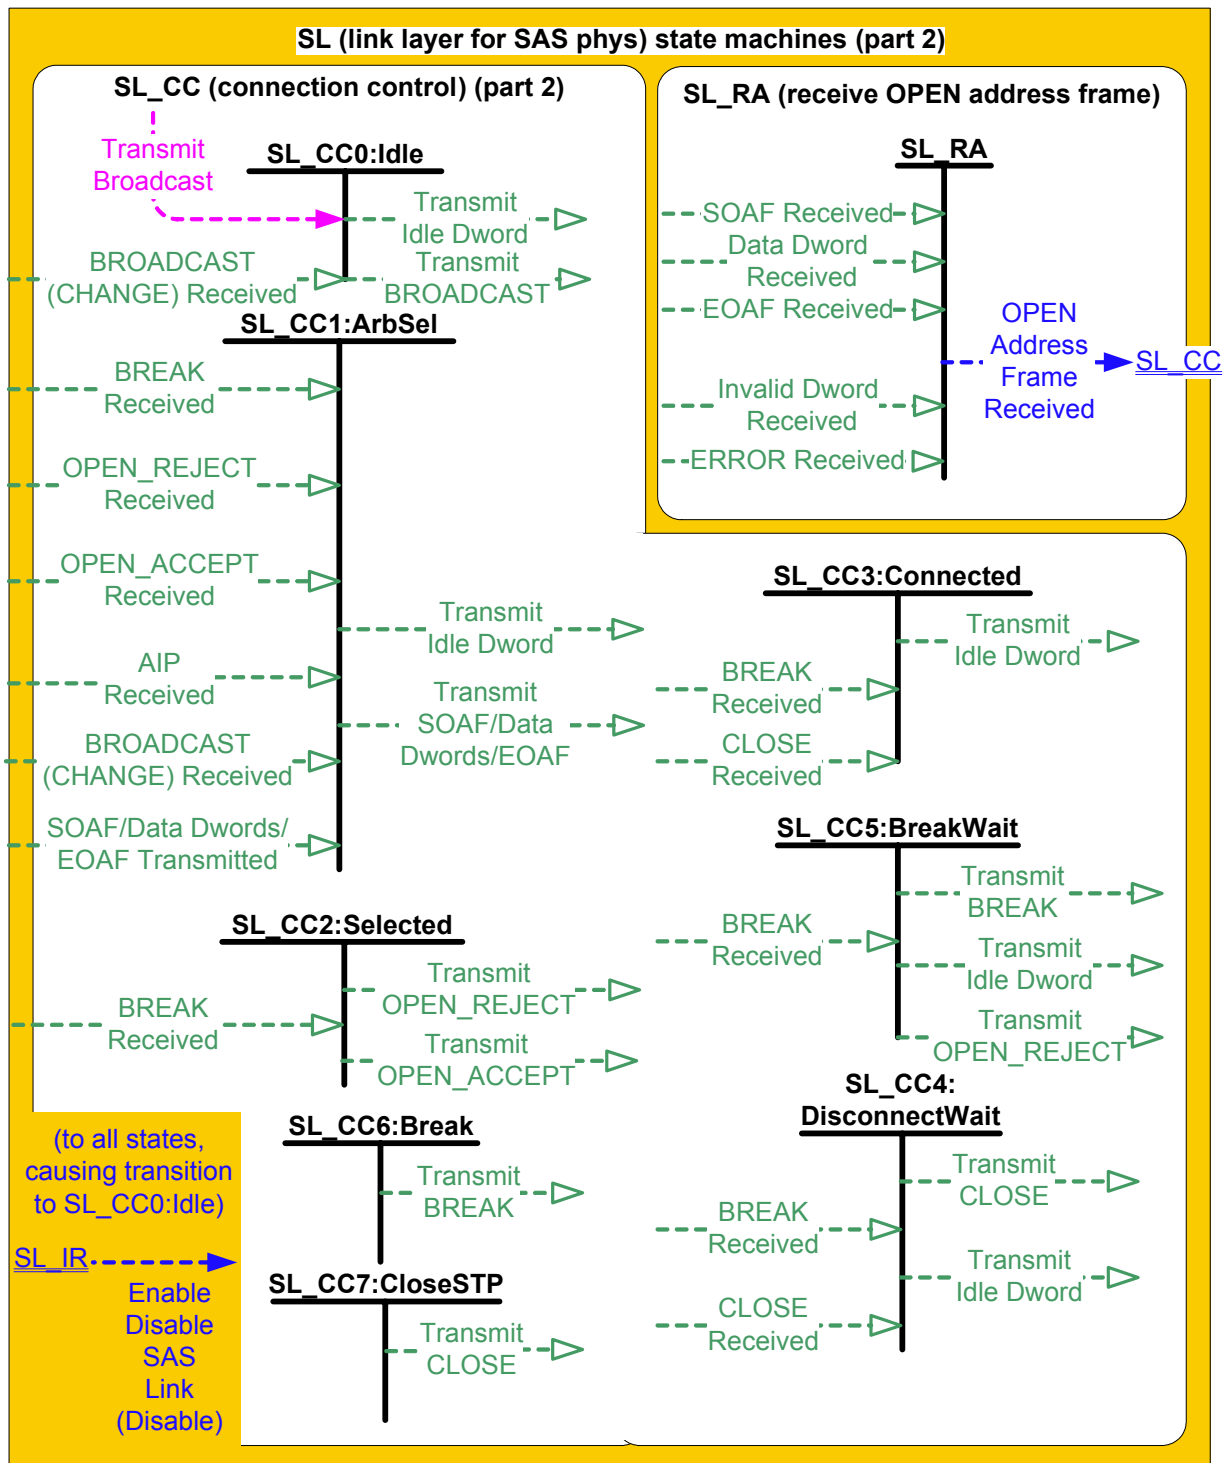 SL (link layer for SAS phys) state machines (part 2)
SL_CC (connection control) (part 2)
Transmit
Broadcast
SL_CC0:Idle
Transmit
Idle Dword
BROADCAST
(CHANGE) Received
Transmit
BROADCAST
SL_CC1:ArbSel
BREAK
Received
OPEN_REJECT
Received
OPEN_ACCEPT
Received
Transmit
Idle Dword
AIP
Received
Transmit
SOAF/Data
Dwords/EOAF
BROADCAST
(CHANGE) Received
SOAF/Data Dwords/
EOAF Transmitted
SL_CC2:Selected
Transmit
OPEN_REJECT
BREAK
Received
Transmit
OPEN_ACCEPT
SL_CC6:Break
Transmit
BREAK
SL_CC7:CloseSTP
Transmit
CLOSE
(to all states,
causing transition
to SL_CC0:Idle)
SL_IR
Enable
Disable
SAS
Link
(Disable)
SL_RA (receive OPEN address frame)
SL_RA
SOAF Received
Data Dword
Received
EOAF Received
OPEN
Address
Frame
Received
SL_CC
Invalid Dword
Received
ERROR Received
SL_CC3:Connected
Transmit
Idle Dword
BREAK
Received
CLOSE
Received
SL_CC5:BreakWait
Transmit
BREAK
BREAK
Received
Transmit
Idle Dword
Transmit
OPEN_REJECT
SL_CC4:
DisconnectWait
Transmit
CLOSE
BREAK
Received
Transmit
Idle Dword
CLOSE
Received